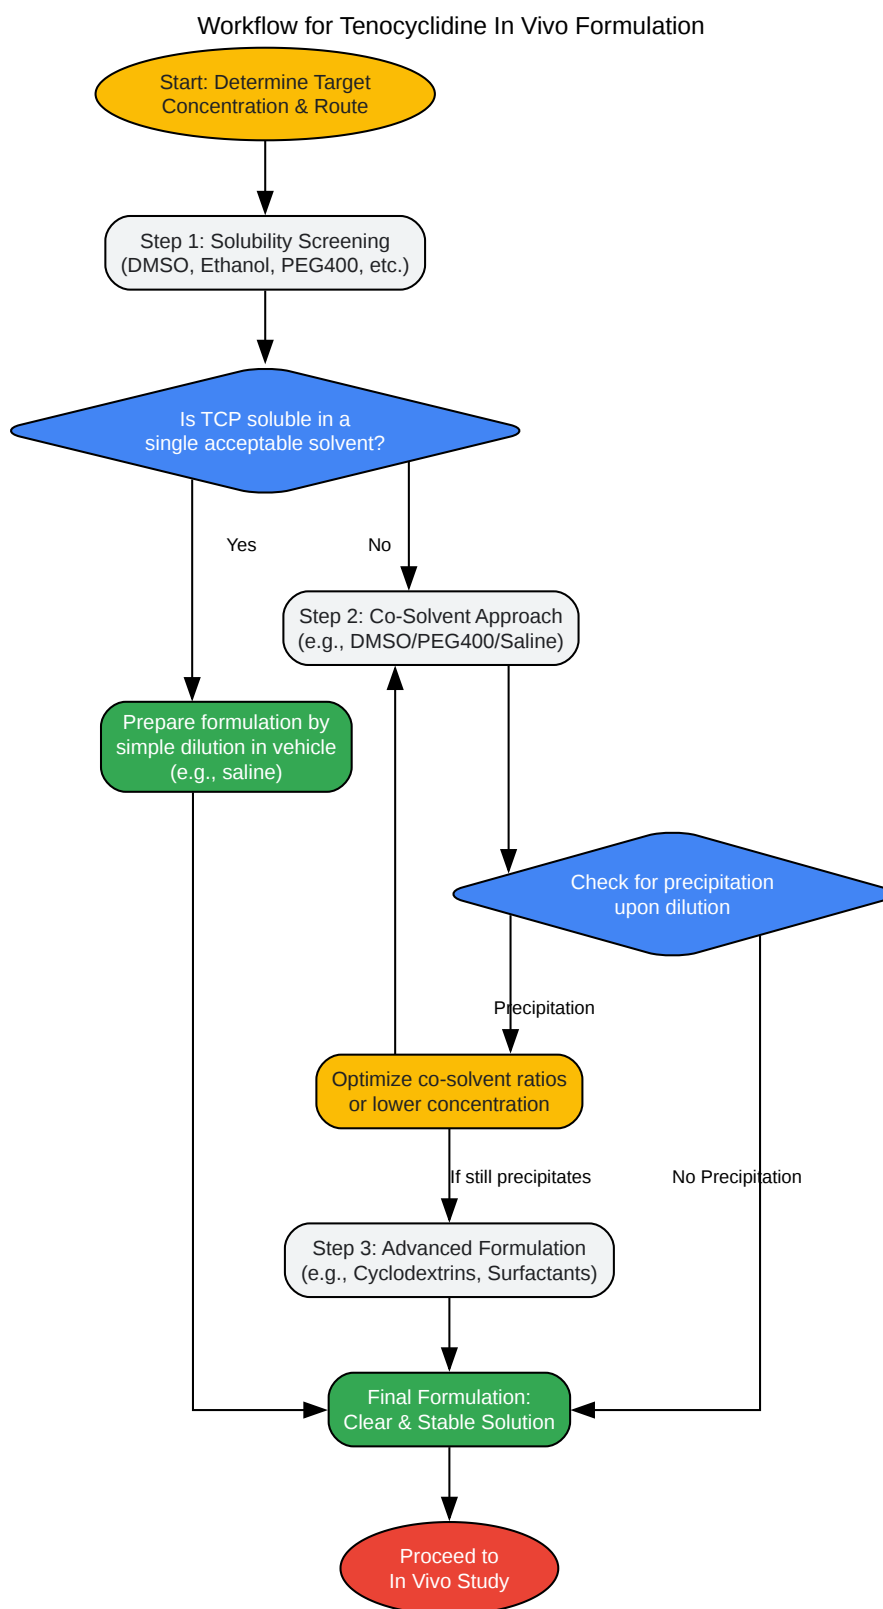 Workflow for Tenocyclidine In Vivo Formulation
Start: Determine Target
Concentration & Route
Step 1: Solubility Screening
(DMSO, Ethanol, PEG400, etc.)
Is TCP soluble in a
single acceptable solvent?
Yes
No
Step 2: Co-Solvent Approach
(e.g., DMSO/PEG400/Saline)
Prepare formulation by
simple dilution in vehicle
(e.g., saline)
Check for precipitation
upon dilution
Precipitation
Optimize co-solvent ratios
or lower concentration
If still precipitates
No Precipitation
Step 3: Advanced Formulation
(e.g., Cyclodextrins, Surfactants)
Final Formulation:
Clear & Stable Solution
Proceed to
In Vivo Study